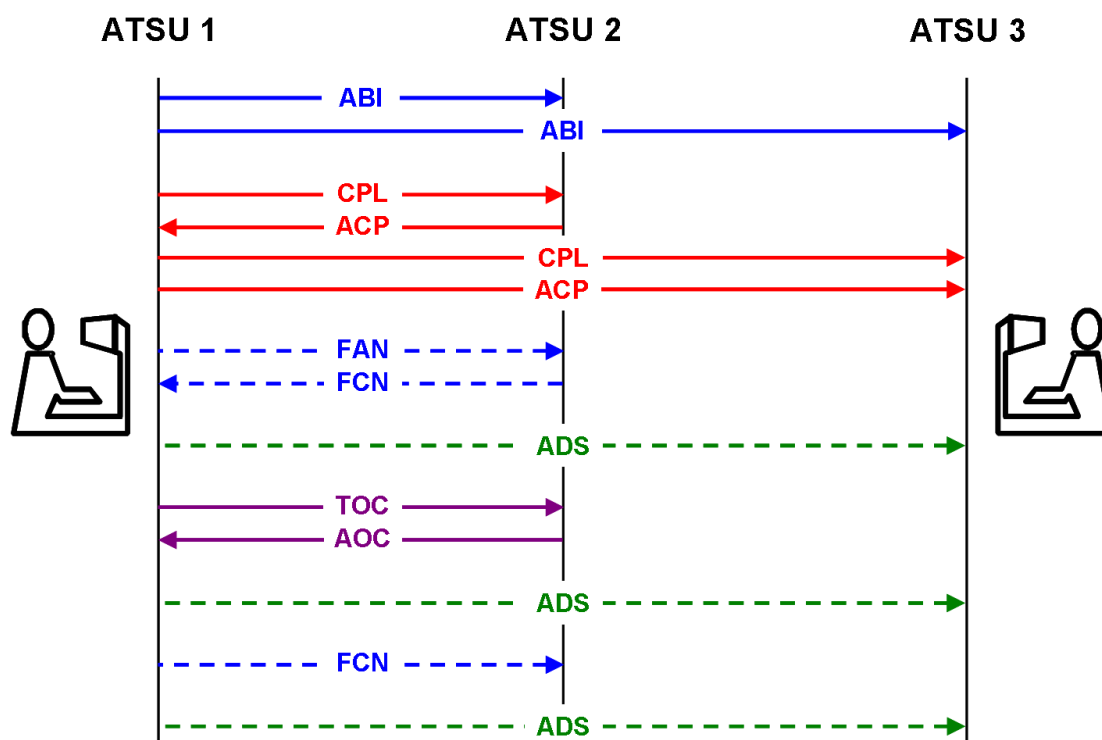 ATSU 1 ATSU 2 ATSU 3
ABI
ABI
CPL
ACP
CPL
ACP
FAN
FCN
ADS
TOC
AOC
ADS
FCN
ADS